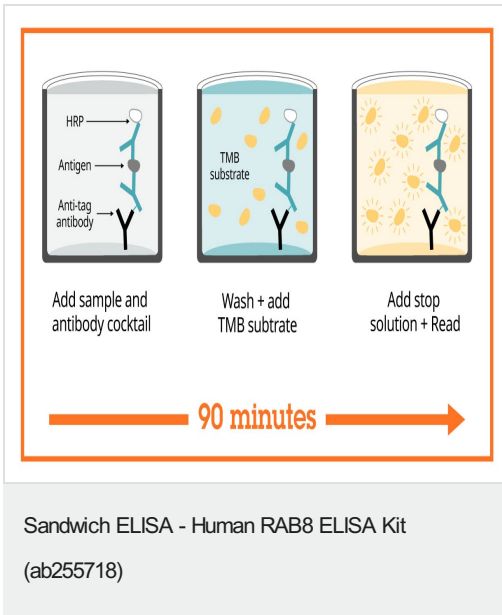 HRP
Antigen
Anti-tag
antibody
TMB
substrate
Add sample and
antibody cocktail
Wash + add
TMB subtrate
Add stop
solution + Read
90 minutes
Sandwich ELISA - Human RAB8 ELISA Kit
(ab255718)